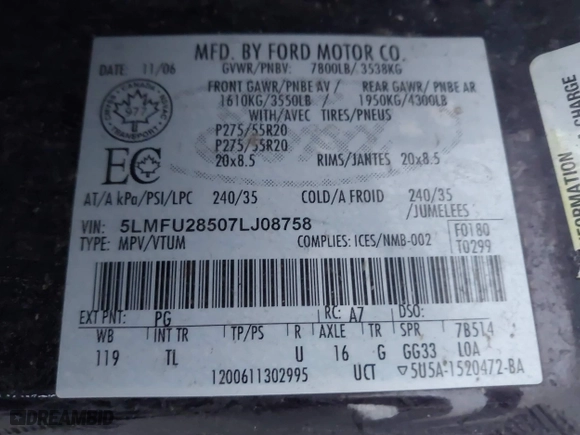 MFD. BY FORD MOTOR CO.
DATE: 11/06 GVWR/PNBV: 7800LB/ 3538KG
FRONT GAWR/PNBE AV/ REAR GAWR/ PNBE AR
1610KG/3550LB 1950KG/4300LB
WITH/AVEC TIRES/PNEUS
P275/55R20
P275/55R20
20x8.5 RIMS/JANTES 20x8.5
EC
AT/A kPa/PSI/LPC 240/35 COLD/A FROID 240/35
/JUMELEES
VIN: 5LMFU28507LJ08758
TYPE: MPV/VTUM COMPLIES: ICES/NMB-002
F0180
T0299
EXT PNT: PG RC: A7 DSO:
WB INT TR TP/PS R AXLE TR SPR 7B514
119 TL U 16 G GG33 LOA
1200611302995 UCT 5U5A-1520472-BA
CANADA
TRANSPORT
977
FORMATION
DREAMBID